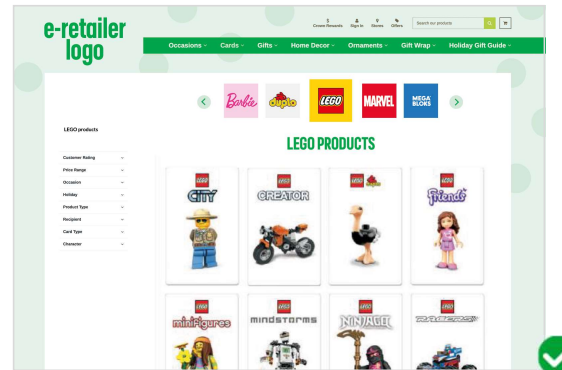 e-retailer
logo
Crown Rewards Sign In Stores Offers
Search our products
Occasions Cards Gifts Home Decor Ornaments Gift Wrap Holiday Gift Guide
Barbie duplo LEGO MARVEL MEGA BLOKS
LEGO products
LEGO PRODUCTS
Customer Rating
Price Range
Occasion
Holiday
Product Type
Recipient
Card Type
Character
LEGO CITY
LEGO CREATOR
LEGO duplo
LEGO Friends
LEGO minifigures
LEGO mindstorms
LEGO NINJAGO
LEGO RACERS